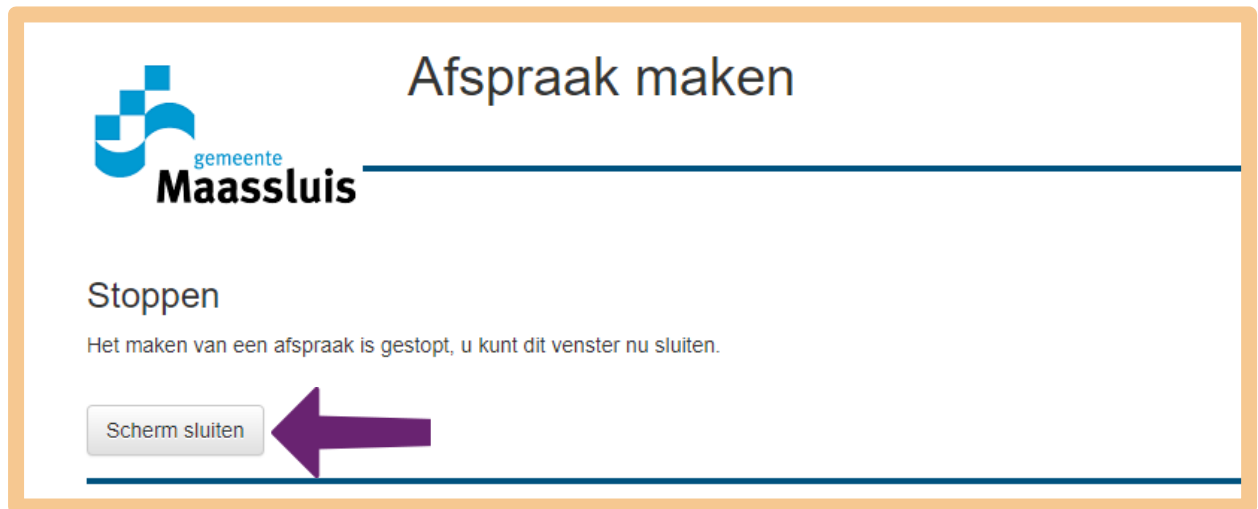 Afspraak maken
gemeente
Maassluis
Stoppen
Het maken van een afspraak is gestopt, u kunt dit venster nu sluiten.
Scherm sluiten